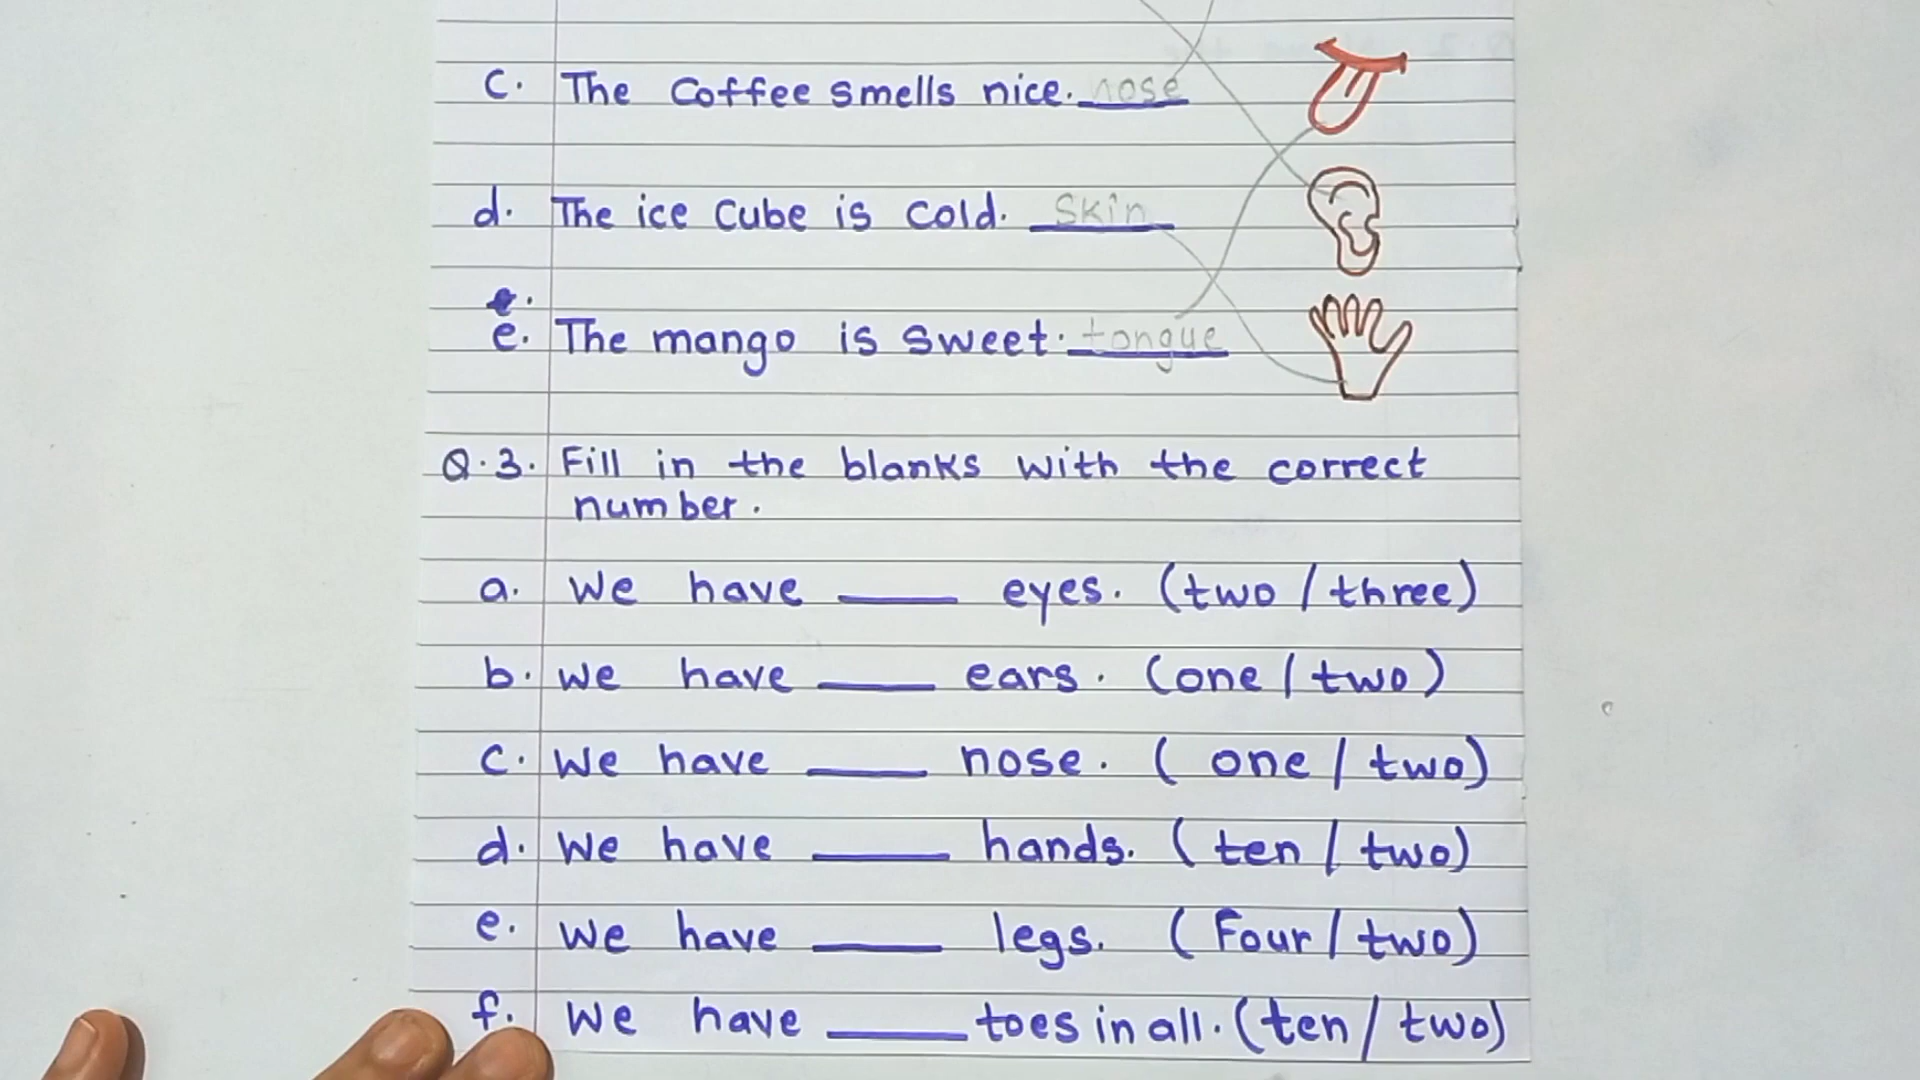 c. The Coffee smells nice. nose
d. The ice cube is cold. Skin
e.
e. The mango is sweet. tongue
Q.3. Fill in the blanks with the correct
number.
a. We have ____ eyes. (two / three)
b. We have ____ ears. (one / two)
c. We have ____ nose. (one / two)
d. We have ____ hands. (ten / two)
e. We have ____ legs. (Four / two)
f. We have ____ toes in all. (ten / two)